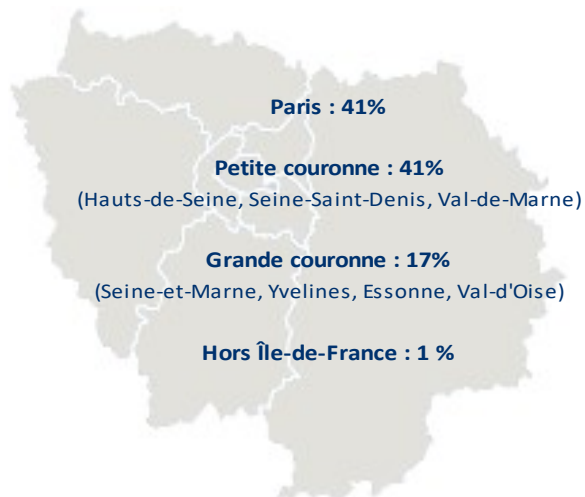 Paris : 41%
Petite couronne : 41%
(Hauts-de-Seine, Seine-Saint-Denis, Val-de-Marne)
Grande couronne : 17%
(Seine-et-Marne, Yvelines, Essonne, Val-d'Oise)
Hors Île-de-France : 1 %